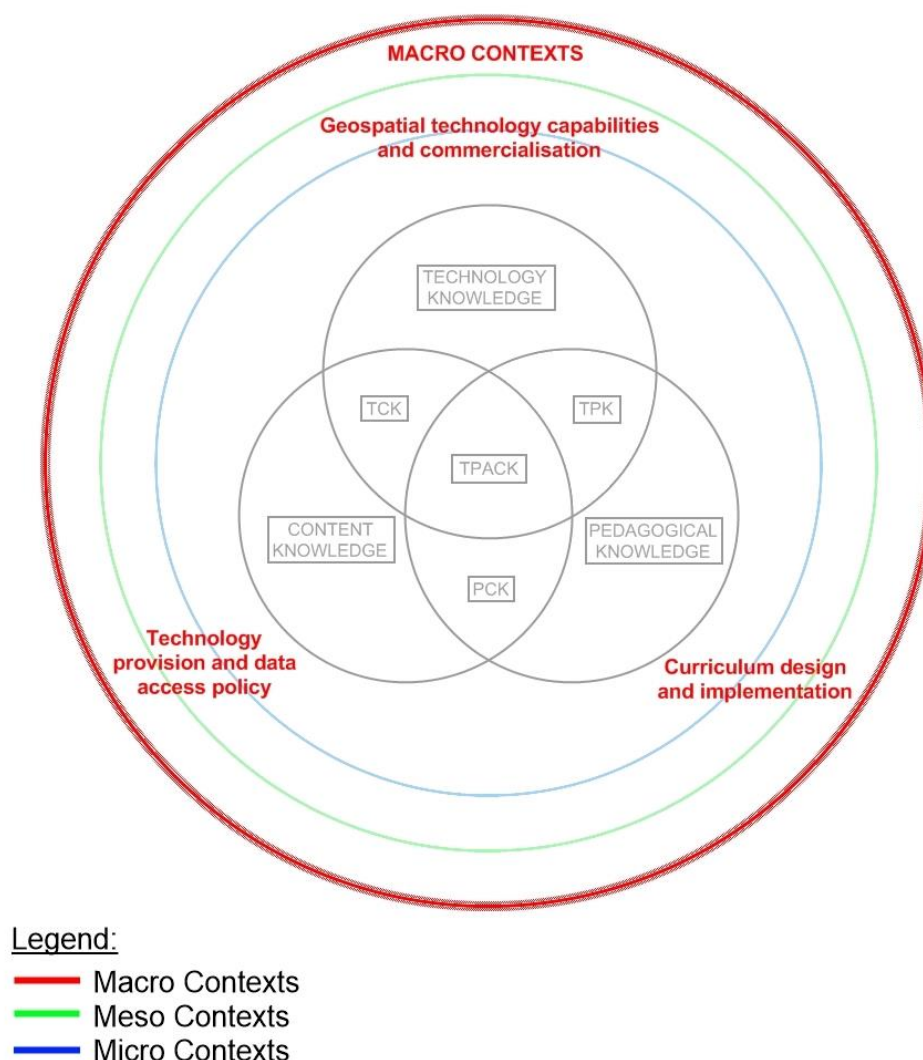 MACRO CONTEXTS
Geospatial technology capabilities
and commercialisation
TECHNOLOGY
KNOWLEDGE
TCK
TPK
TPACK
CONTENT
KNOWLEDGE
PEDAGOGICAL
KNOWLEDGE
PCK
Technology
provision and data
access policy
Curriculum design
and implementation
Legend:
Macro Contexts
Meso Contexts
Micro Contexts